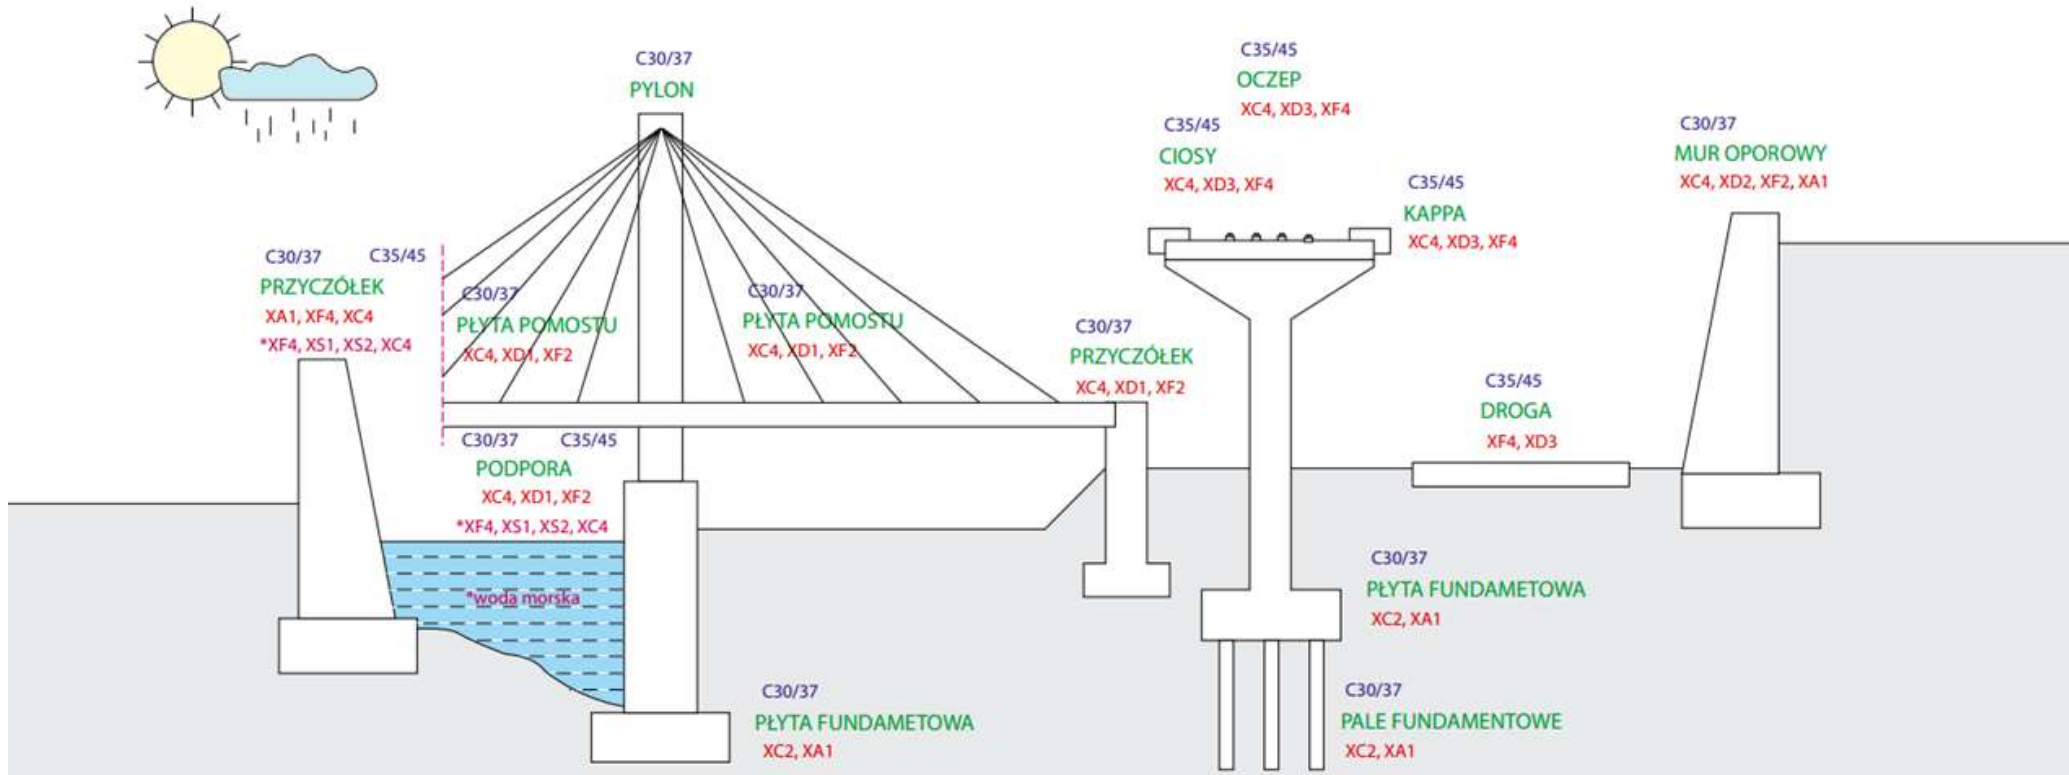 C30/37
PYLON
C35/45
OCZEP
XC4, XD3, XF4
C35/45
CIOSY
XC4, XD3, XF4
C35/45
KAPPA
XC4, XD3, XF4
C30/37
MUR OPOROWY
XC4, XD2, XF2, XA1
C30/37 C35/45
PRZYCZÓŁEK
XA1, XF4, XC4
*XF4, XS1, XS2, XC4
C30/37
PŁYTA POMOSTU
XC4, XD1, XF2
C30/37
PŁYTA POMOSTU
XC4, XD1, XF2
C30/37
PRZYCZÓŁEK
XC4, XD1, XF2
C35/45
DROGA
XF4, XD3
C30/37 C35/45
PODPORA
XC4, XD1, XF2
*XF4, XS1, XS2, XC4
*woda morska
C30/37
PŁYTA FUNDAMETOWA
XC2, XA1
C30/37
PŁYTA FUNDAMETOWA
XC2, XA1
C30/37
PALE FUNDAMENTOWE
XC2, XA1